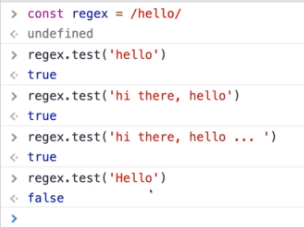 > const regex = /hello/
<· undefined
> regex.test('hello')
<· true
> regex.test('hi there, hello')
<· true
> regex.test('hi there, hello ... ')
<· true
> regex.test('Hello')
<· false
>